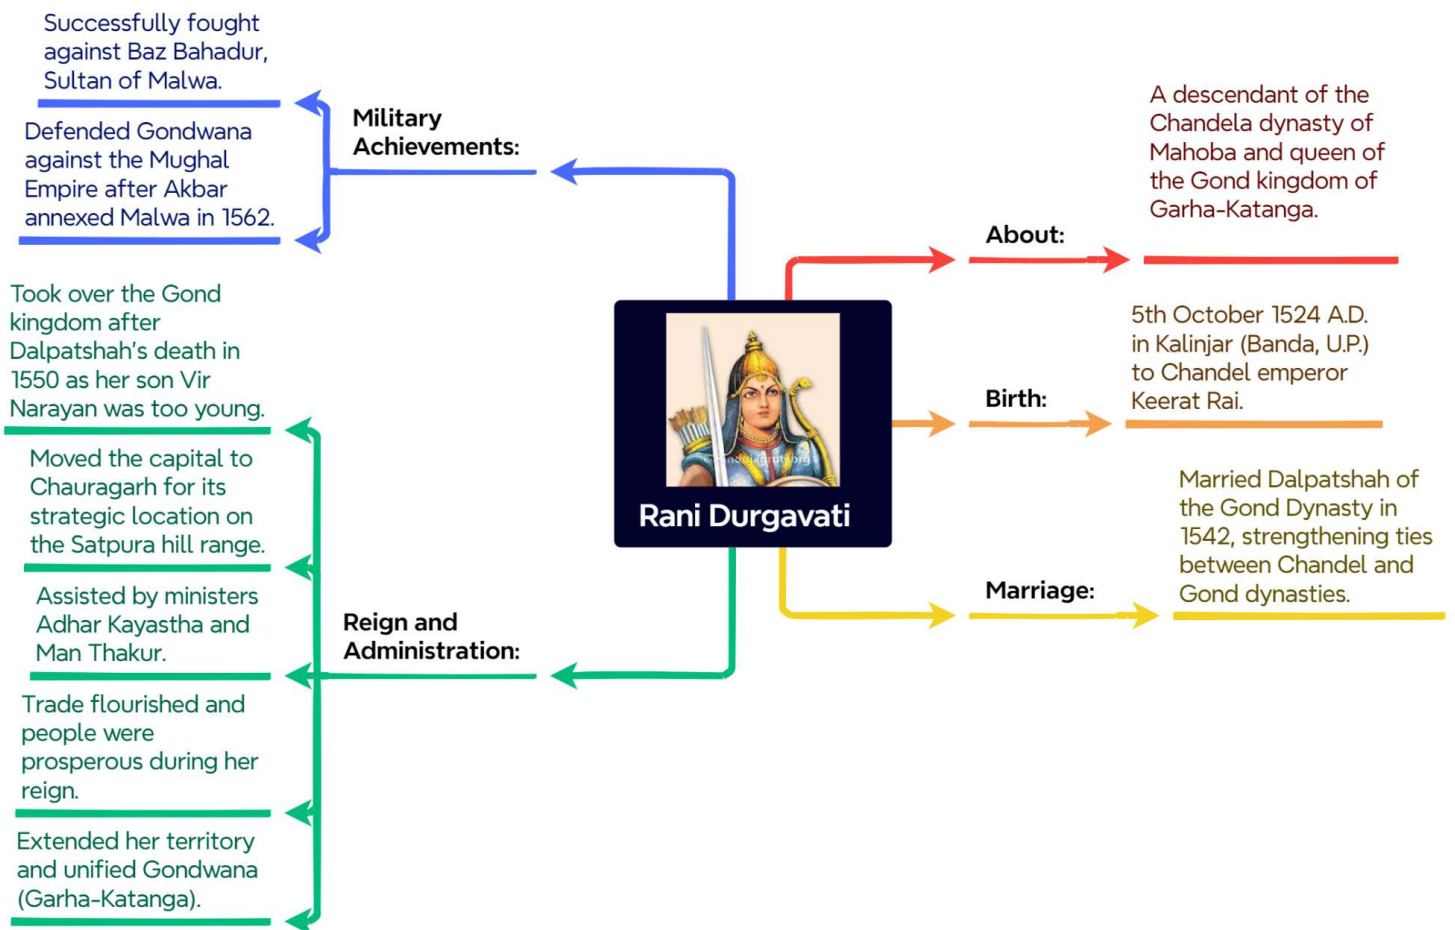 Successfully fought
against Baz Bahadur,
Sultan of Malwa.
Defended Gondwana
against the Mughal
Empire after Akbar
annexed Malwa in 1562.
Military
Achievements:
Took over the Gond
kingdom after
Dalpatshah's death in
1550 as her son Vir
Narayan was too young.
Moved the capital to
Chauragarh for its
strategic location on
the Satpura hill range.
Assisted by ministers
Adhar Kayastha and
Man Thakur.
Trade flourished and
people were
prosperous during her
reign.
Extended her territory
and unified Gondwana
(Garha-Katanga).
Reign and
Administration:
Rani Durgavati
About:
A descendant of the
Chandela dynasty of
Mahoba and queen of
the Gond kingdom of
Garha-Katanga.
Birth:
5th October 1524 A.D.
in Kalinjar (Banda, U.P.)
to Chandel emperor
Keerat Rai.
Marriage:
Married Dalpatshah of
the Gond Dynasty in
1542, strengthening ties
between Chandel and
Gond dynasties.